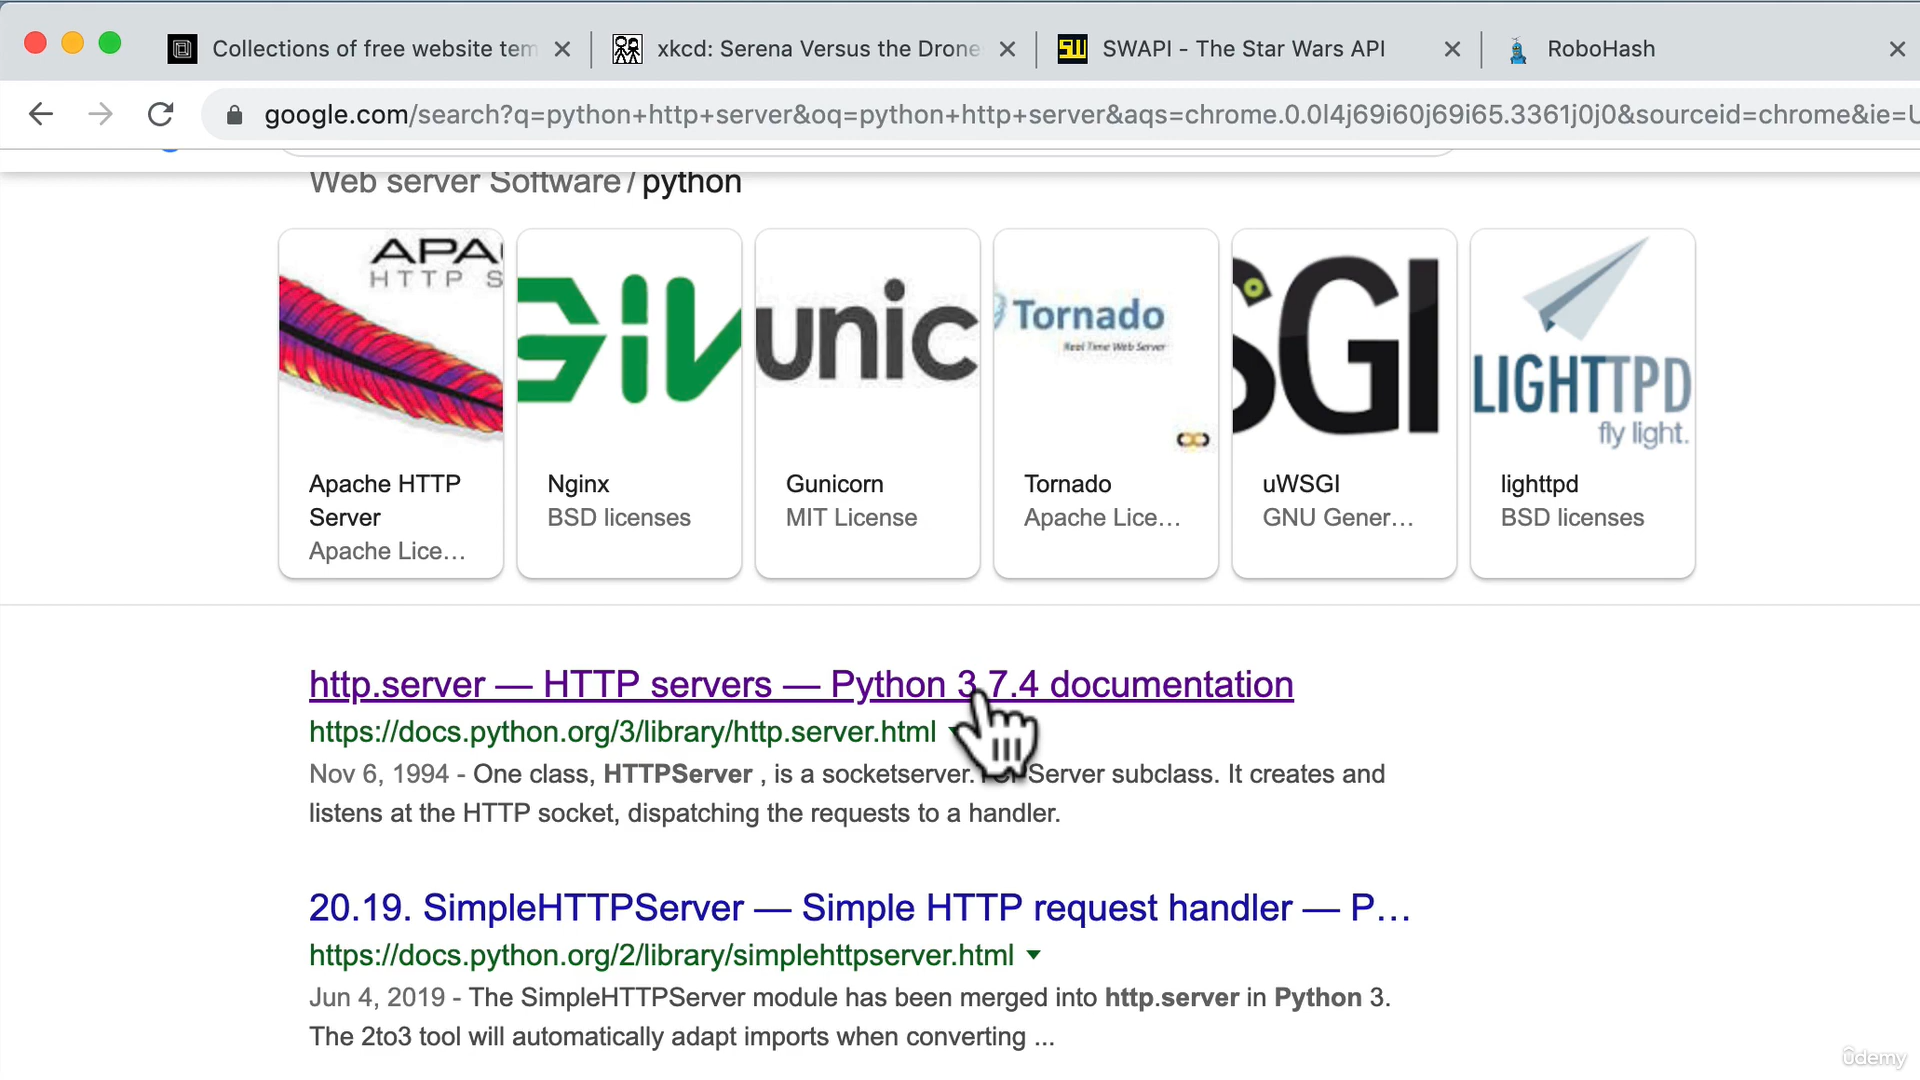 Collections of free website tem
xkcd: Serena Versus the Drone
SWAPI - The Star Wars API
RoboHash
google.com/search?q=python+http+server&oq=python+http+server&aqs=chrome.0.0l4j69i60j69i65.3361j0j0&sourceid=chrome&ie=U
Web server Software / python
APA
HTTP S
unic
Tornado
Real Time Web Server
SGI
LIGHTTPD
fly light.
Apache HTTP
Server
Apache Lice...
Nginx
BSD licenses
Gunicorn
MIT License
Tornado
Apache Lice...
uWSGI
GNU Gener...
lighttpd
BSD licenses
http.server — HTTP servers — Python 3.7.4 documentation
https://docs.python.org/3/library/http.server.html
Nov 6, 1994 - One class, HTTPServer , is a socketserver. Server subclass. It creates and
listens at the HTTP socket, dispatching the requests to a handler.
20.19. SimpleHTTPServer — Simple HTTP request handler — P...
https://docs.python.org/2/library/simplehttpserver.html
Jun 4, 2019 - The SimpleHTTPServer module has been merged into http.server in Python 3.
The 2to3 tool will automatically adapt imports when converting ...
ûdemy